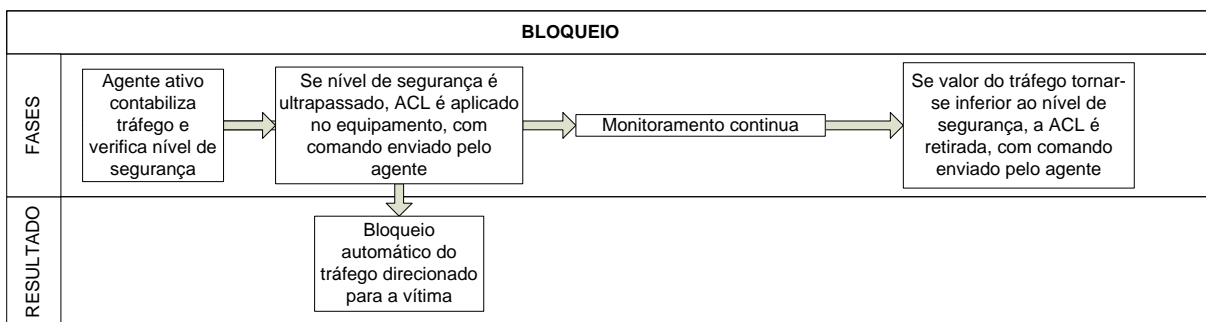 BLOQUEIO
FASES
Agente ativo
contabiliza
tráfego e
verifica nível de
segurança
Se nível de segurança é
ultrapassado, ACL é aplicado
no equipamento, com
comando enviado pelo
agente
Monitoramento continua
Se valor do tráfego tornar-
se inferior ao nível de
segurança, a ACL é
retirada, com comando
enviado pelo agente
RESULTADO
Bloqueio
automático do
tráfego direcionado
para a vítima